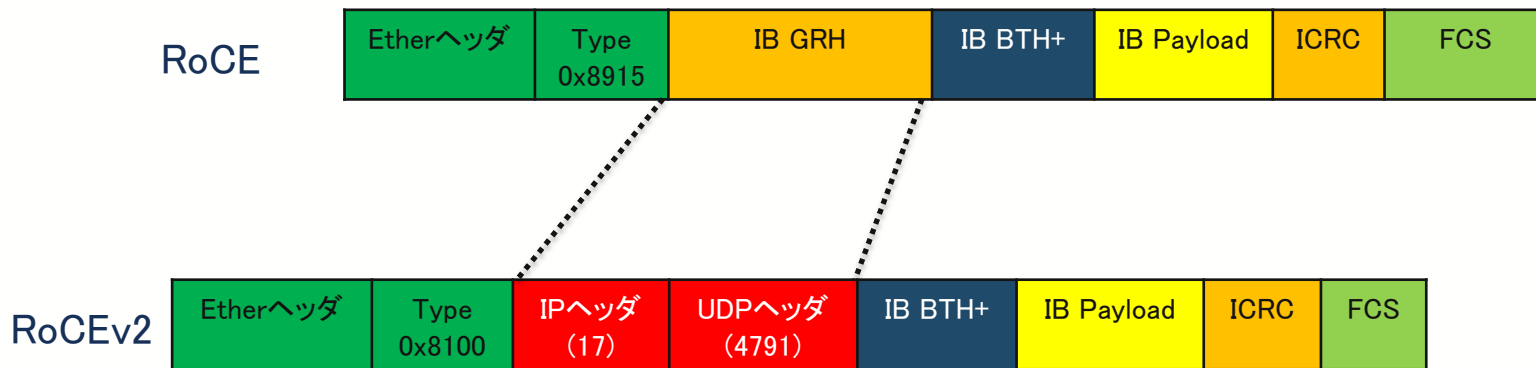 RoCE
Etherヘッダ
Type
0x8915
IB GRH
IB BTH+
IB Payload
ICRC
FCS
RoCEv2
Etherヘッダ
Type
0x8100
IPヘッダ
(17)
UDPヘッダ
(4791)
IB BTH+
IB Payload
ICRC
FCS